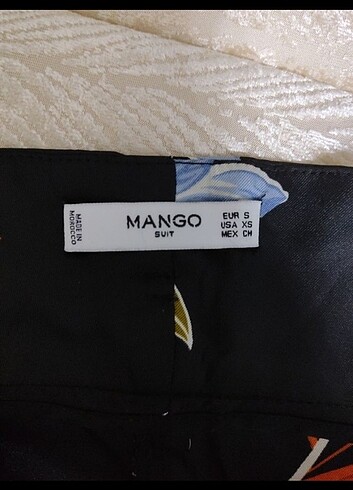 MADE IN
MOROCCO
MANGO
SUIT
EUR S
USA XS
MEX CH